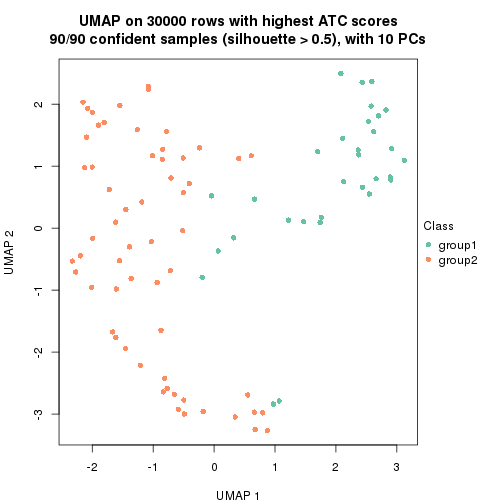 UMAP on 30000 rows with highest ATC scores
90/90 confident samples (silhouette > 0.5), with 10 PCs
2
1
0
-1
-2
-3
UMAP 2
-2 -1 0 1 2 3
UMAP 1
Class
group1
group2